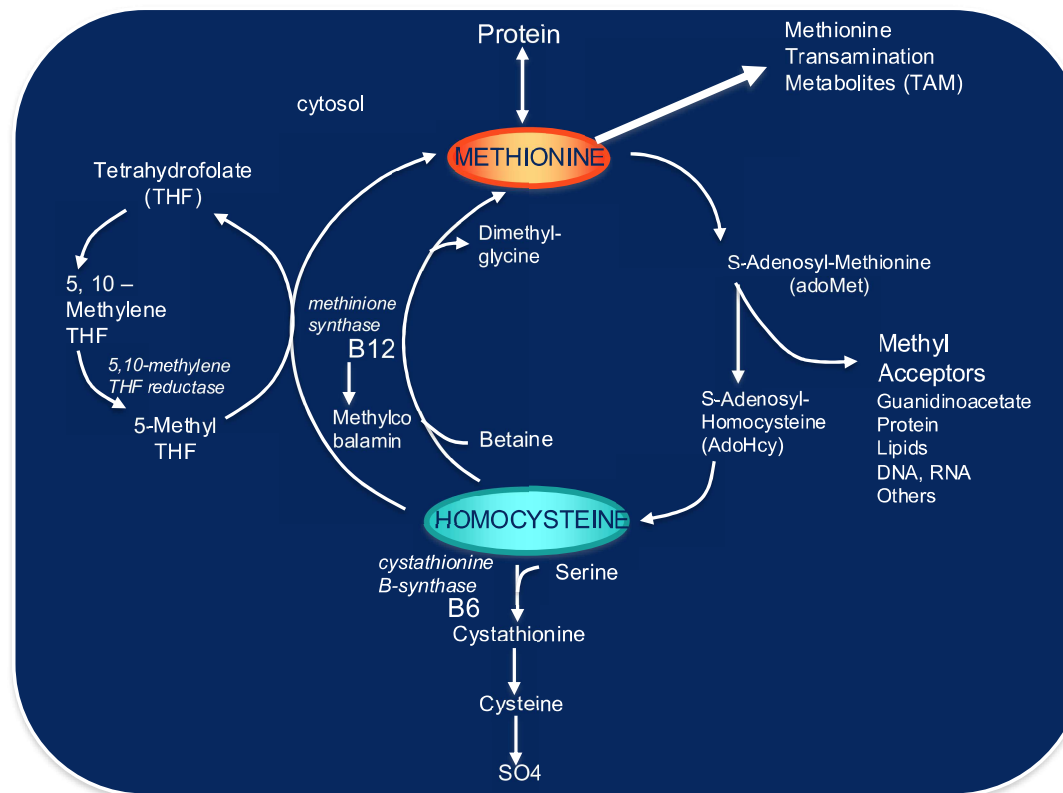 Protein
Methionine
Transamination
Metabolites (TAM)
cytosol
METHIONINE
Tetrahydrofolate
(THF)
Dimethyl-
glycine
S-Adenosyl-Methionine
(adoMet)
5, 10 –
Methylene
THF
methinione
synthase
B12
5,10-methylene
THF reductase
Methyl
Acceptors
Guanidinoacetate
Protein
Lipids
DNA, RNA
Others
S-Adenosyl-
Homocysteine
(AdoHcy)
5-Methyl
THF
Methylco
balamin
Betaine
HOMOCYSTEINE
cystathionine
B-synthase
B6
Serine
Cystathionine
Cysteine
SO4